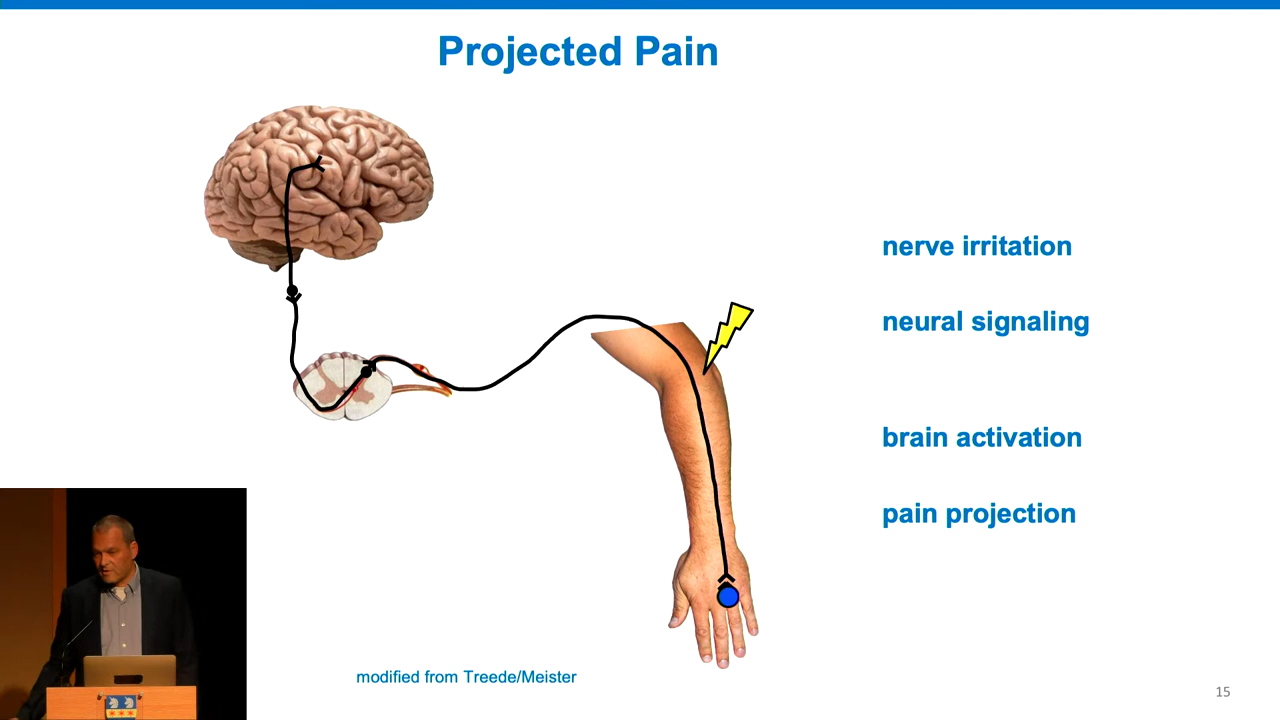 Projected Pain
nerve irritation
neural signaling
brain activation
pain projection
modified from Treede/Meister
15